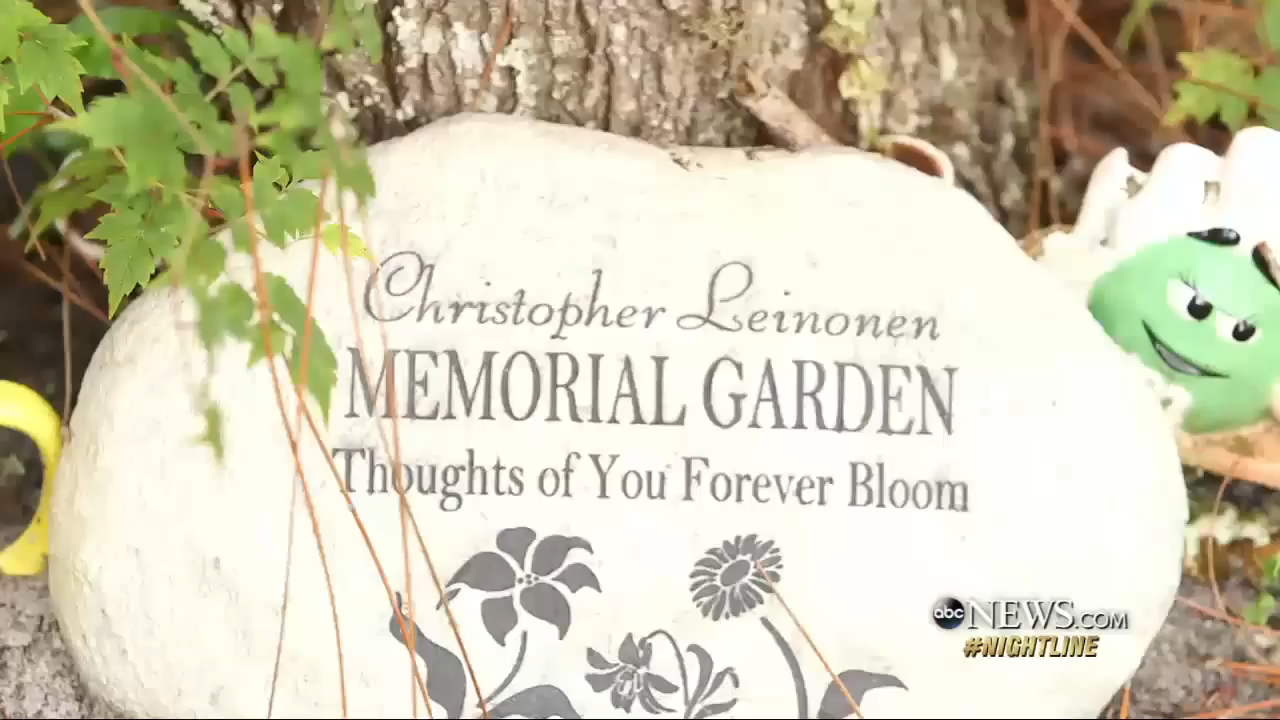 Christopher Leinonen
MEMORIAL GARDEN
Thoughts of You Forever Bloom
abc NEWS.COM
#NIGHTLINE